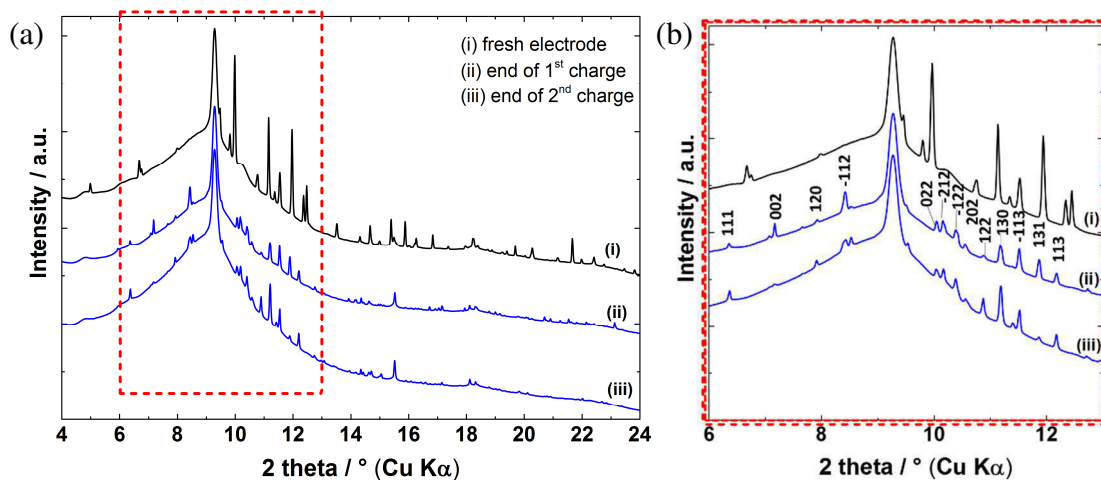 (a)
(i) fresh electrode
(ii) end of 1st charge
(iii) end of 2nd charge
Intensity / a.u.
(i)
(ii)
(iii)
4 6 8 10 12 14 16 18 20 22 24
2 theta / ° (Cu Kα)
(b)
Intensity / a.u.
111
002
120
-112
022
-212
-122
202
122
130
-113
131
113
(i)
(ii)
(iii)
6 8 10 12
2 theta / ° (Cu Kα)